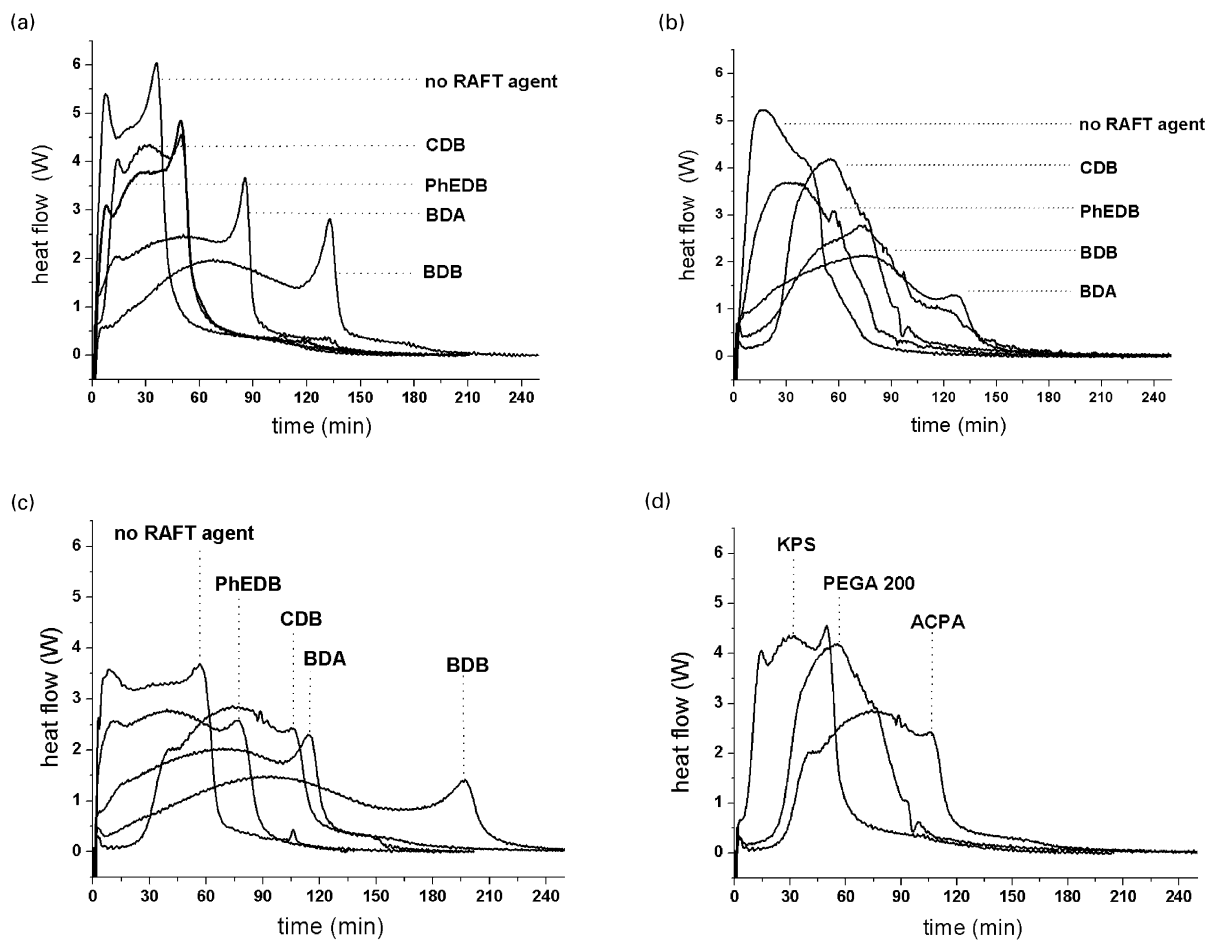 (a)
6
5
4
3
2
1
0
heat flow (W)
no RAFT agent
CDB
PhEDB
BDA
BDB
0 30 60 90 120 150 180 210 240
time (min)
(b)
6
5
4
3
2
1
0
heat flow (W)
no RAFT agent
CDB
PhEDB
BDB
BDA
0 30 60 90 120 150 180 210 240
time (min)
(c)
6
5
4
3
2
1
0
heat flow (W)
no RAFT agent
PhEDB
CDB
BDA
BDB
0 30 60 90 120 150 180 210 240
time (min)
(d)
6
5
4
3
2
1
0
heat flow (W)
KPS
PEGA 200
ACPA
0 30 60 90 120 150 180 210 240
time (min)